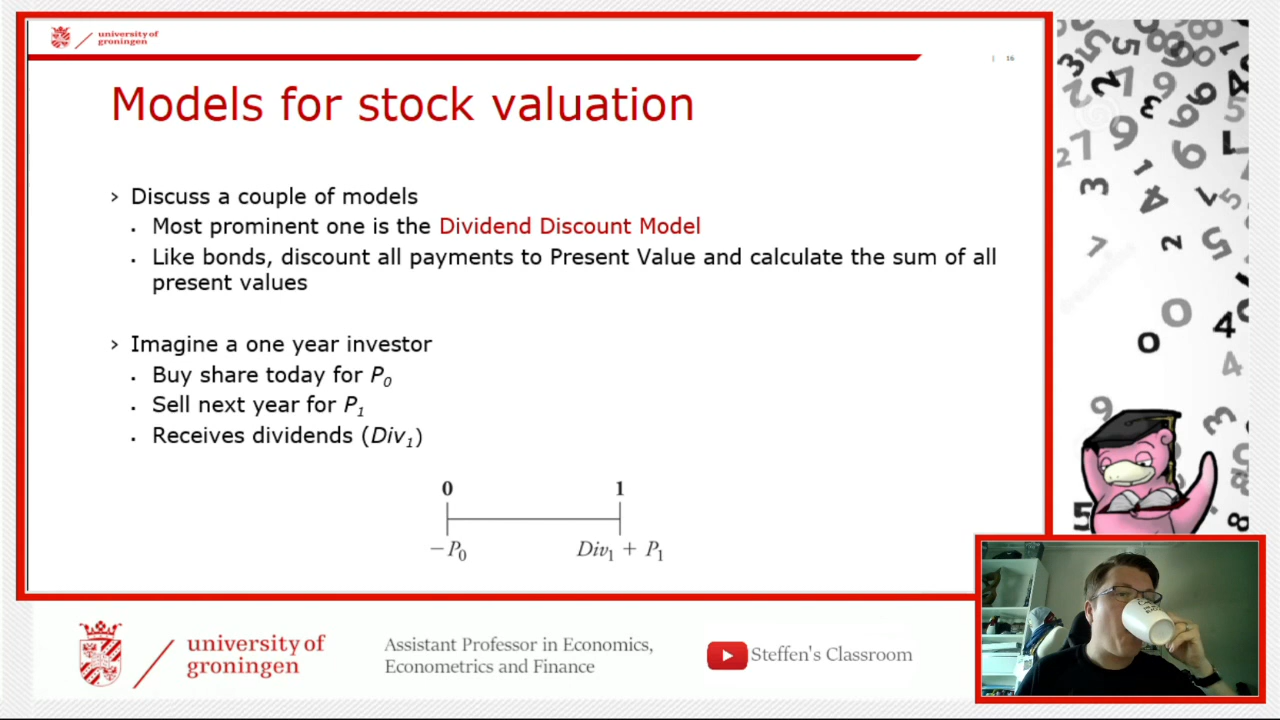 university of
groningen
| 16
Models for stock valuation
› Discuss a couple of models
▪ Most prominent one is the Dividend Discount Model
▪ Like bonds, discount all payments to Present Value and calculate the sum of all
present values
› Imagine a one year investor
▪ Buy share today for P₀
▪ Sell next year for P₁
▪ Receives dividends (Div₁)
0 1
−P₀ Div₁ + P₁
university of
groningen
Assistant Professor in Economics,
Econometrics and Finance
Steffen's Classroom